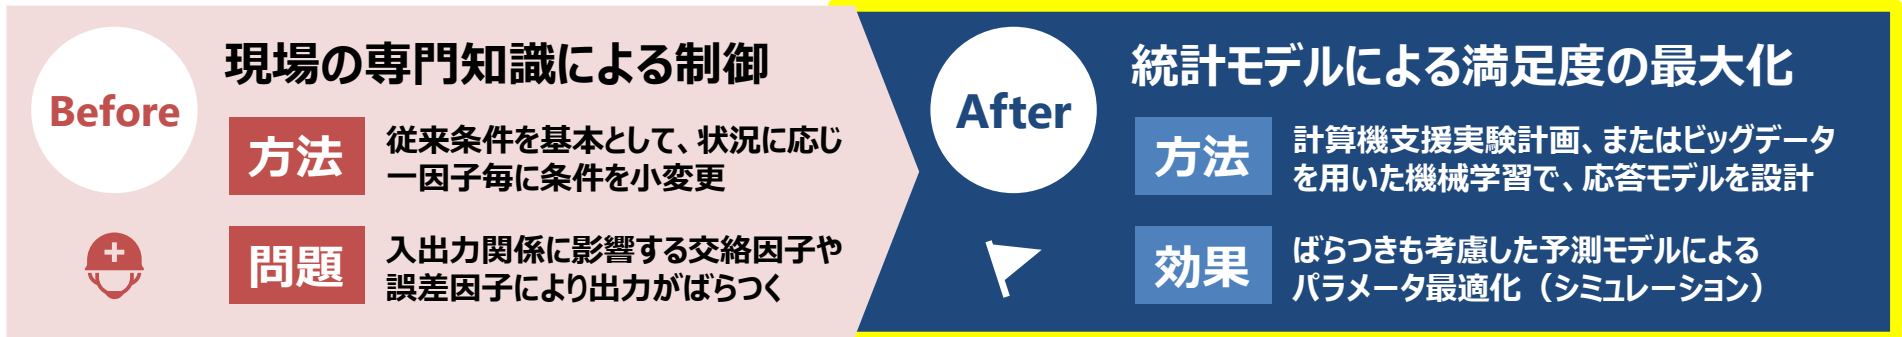 Before
現場の専門知識による制御
方法
従来条件を基本として、状況に応じ
一因子毎に条件を小変更
問題
入出力関係に影響する交絡因子や
誤差因子により出力がばらつく
After
統計モデルによる満足度の最大化
方法
計算機支援実験計画、またはビッグデータ
を用いた機械学習で、応答モデルを設計
効果
ばらつきも考慮した予測モデルによる
パラメータ最適化（シミュレーション）